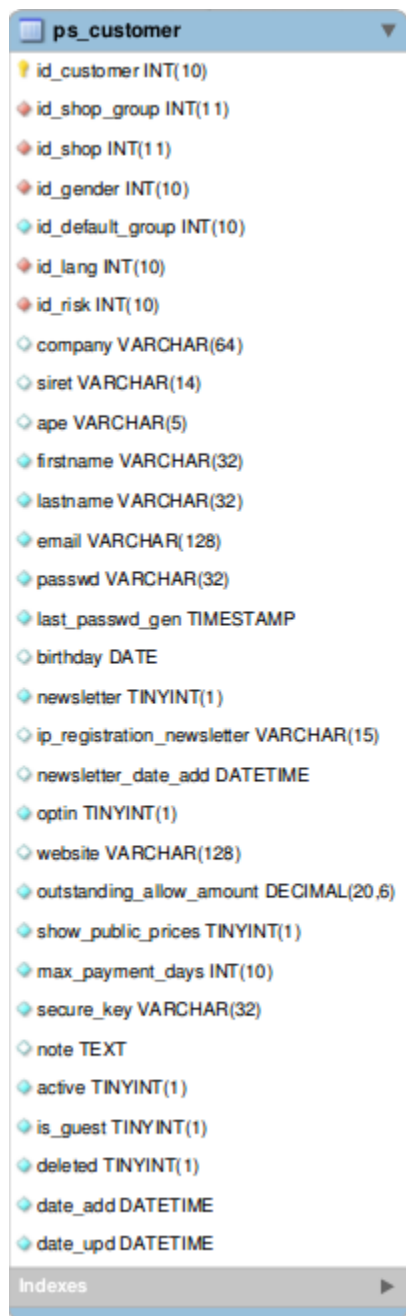 ps_customer
id_customer INT(10)
id_shop_group INT(11)
id_shop INT(11)
id_gender INT(10)
id_default_group INT(10)
id_lang INT(10)
id_risk INT(10)
company VARCHAR(64)
siret VARCHAR(14)
ape VARCHAR(5)
firstname VARCHAR(32)
lastname VARCHAR(32)
email VARCHAR(128)
passwd VARCHAR(32)
last_passwd_gen TIMESTAMP
birthday DATE
newsletter TINYINT(1)
ip_registration_newsletter VARCHAR(15)
newsletter_date_add DATETIME
optin TINYINT(1)
website VARCHAR(128)
outstanding_allow_amount DECIMAL(20,6)
show_public_prices TINYINT(1)
max_payment_days INT(10)
secure_key VARCHAR(32)
note TEXT
active TINYINT(1)
is_guest TINYINT(1)
deleted TINYINT(1)
date_add DATETIME
date_upd DATETIME
Indexes